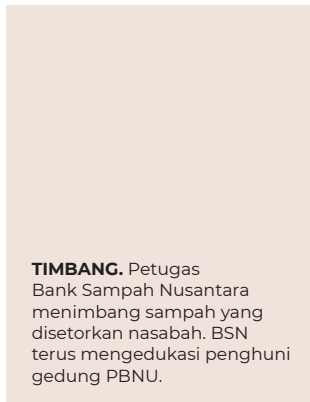 TIMBANG. Petugas
Bank Sampah Nusantara
menimbang sampah yang
disetorkan nasabah. BSN
terus mengedukasi penghuni
gedung PBNU.